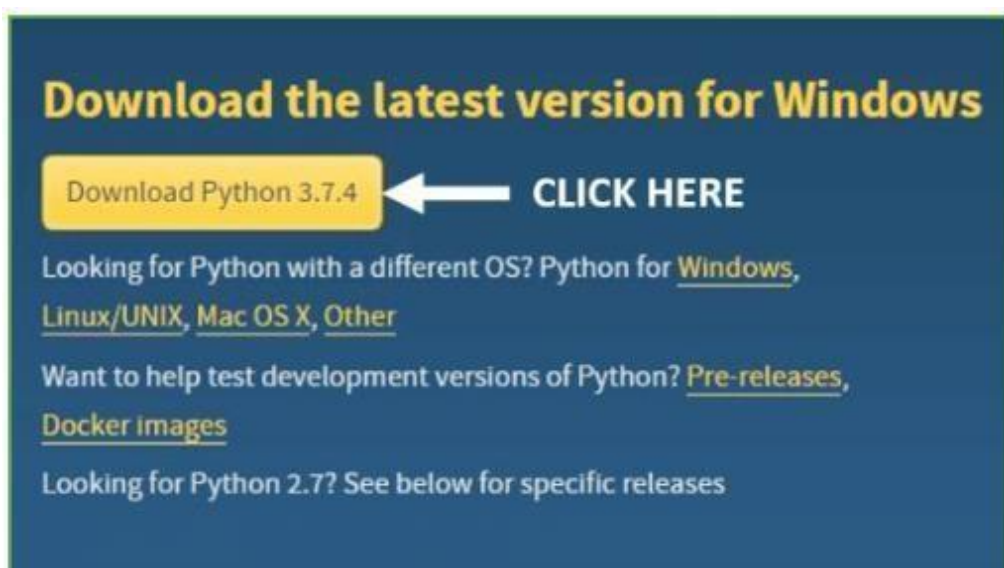 Download the latest version for Windows
Download Python 3.7.4 CLICK HERE
Looking for Python with a different OS? Python for Windows,
Linux/UNIX, Mac OS X, Other
Want to help test development versions of Python? Pre-releases,
Docker images
Looking for Python 2.7? See below for specific releases